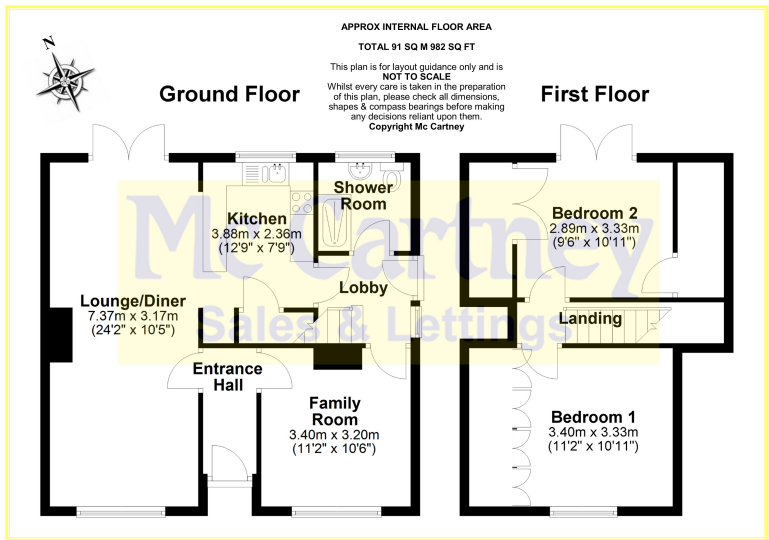 APPROX INTERNAL FLOOR AREA
TOTAL 91 SQ M 982 SQ FT
This plan is for layout guidance only and is
NOT TO SCALE
Whilst every care is taken in the preparation
of this plan, please check all dimensions,
shapes & compass bearings before making
any decisions reliant upon them.
Copyright Mc Cartney
N
Ground Floor
First Floor
Mc Cartney
Sales & Lettings
Kitchen
3.88m x 2.36m
(12'9" x 7'9")
Shower
Room
Lobby
Lounge/Diner
7.37m x 3.17m
(24'2" x 10'5")
Entrance
Hall
Family
Room
3.40m x 3.20m
(11'2" x 10'6")
Bedroom 2
2.89m x 3.33m
(9'6" x 10'11")
Landing
Bedroom 1
3.40m x 3.33m
(11'2" x 10'11")